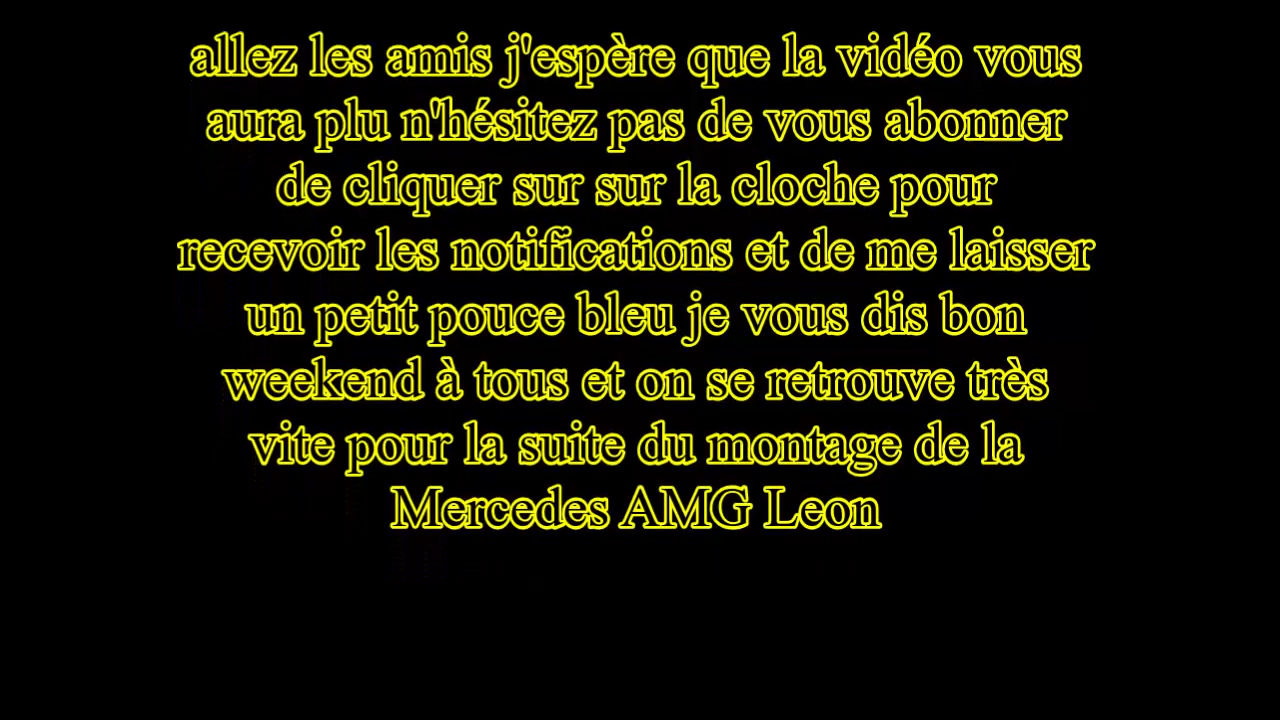 allez les amis j'espère que la vidéo vous
aura plu n'hésitez pas de vous abonner
de cliquer sur sur la cloche pour
recevoir les notifications et de me laisser
un petit pouce bleu je vous dis bon
weekend à tous et on se retrouve très
vite pour la suite du montage de la
Mercedes AMG Leon